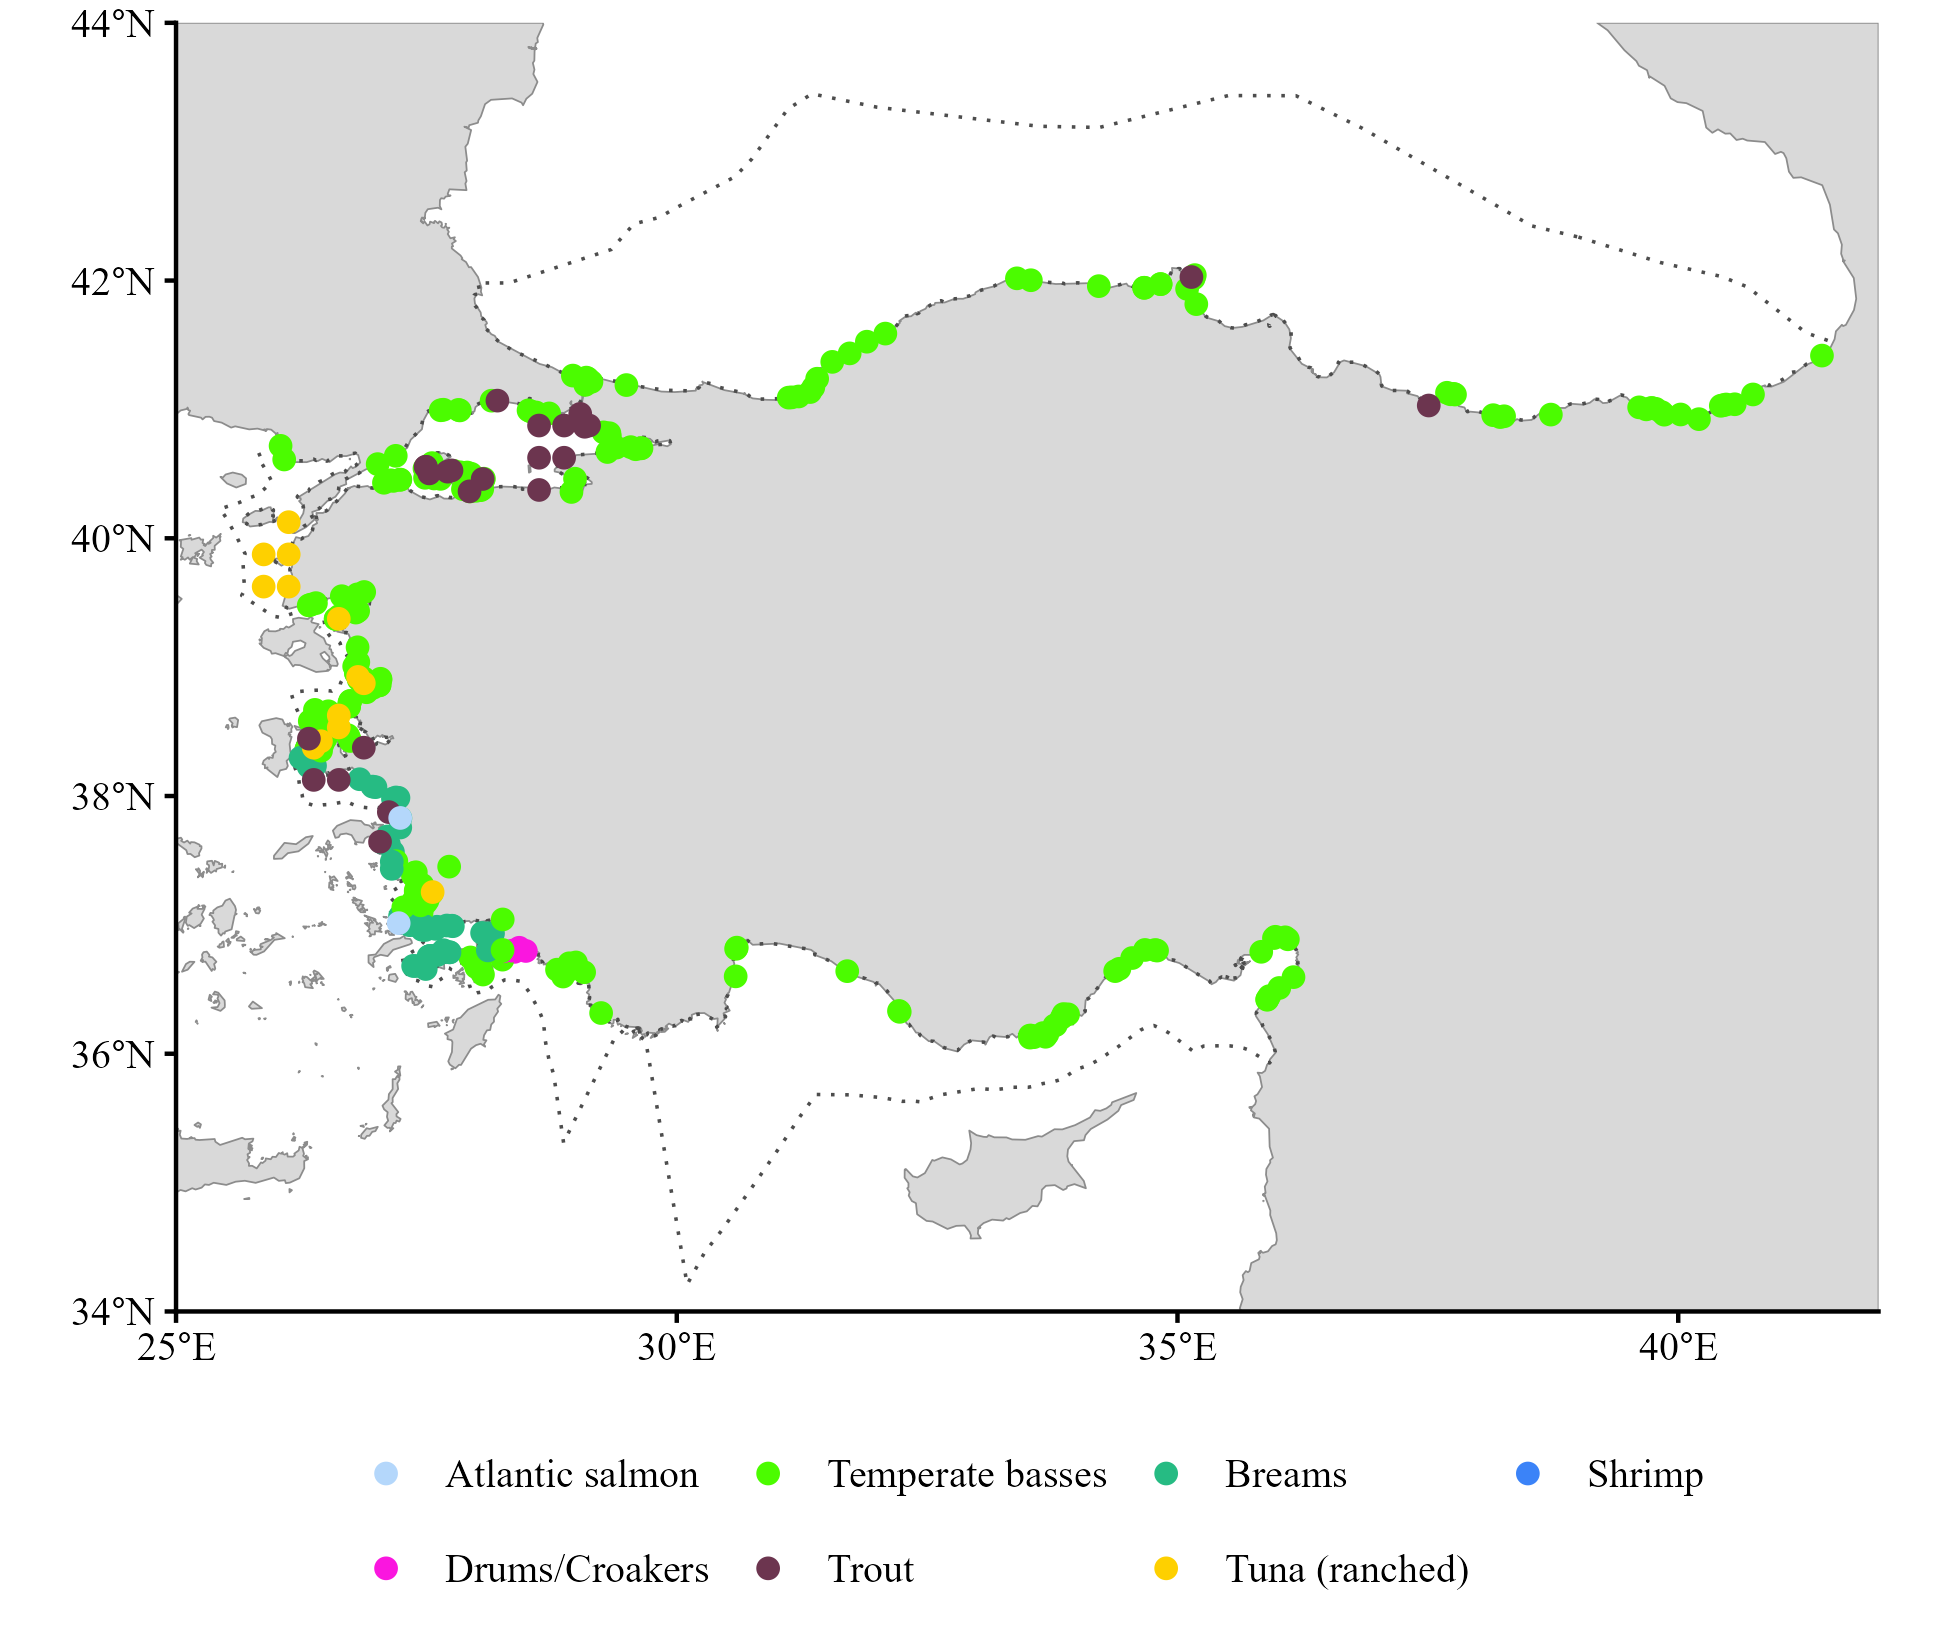 44°N
42°N
40°N
38°N
36°N
34°N
25°E 30°E 35°E 40°E
Atlantic salmon Temperate basses Breams Shrimp
Drums/Croakers Trout Tuna (ranched)